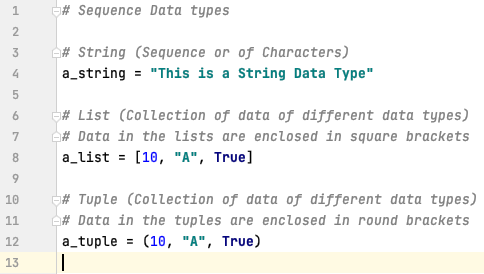 1 # Sequence Data types
2
3 # String (Sequence or of Characters)
4 a_string = "This is a String Data Type"
5
6 # List (Collection of data of different data types)
7 # Data in the lists are enclosed in square brackets
8 a_list = [10, "A", True]
9
10 # Tuple (Collection of data of different data types)
11 # Data in the tuples are enclosed in round brackets
12 a_tuple = (10, "A", True)
13